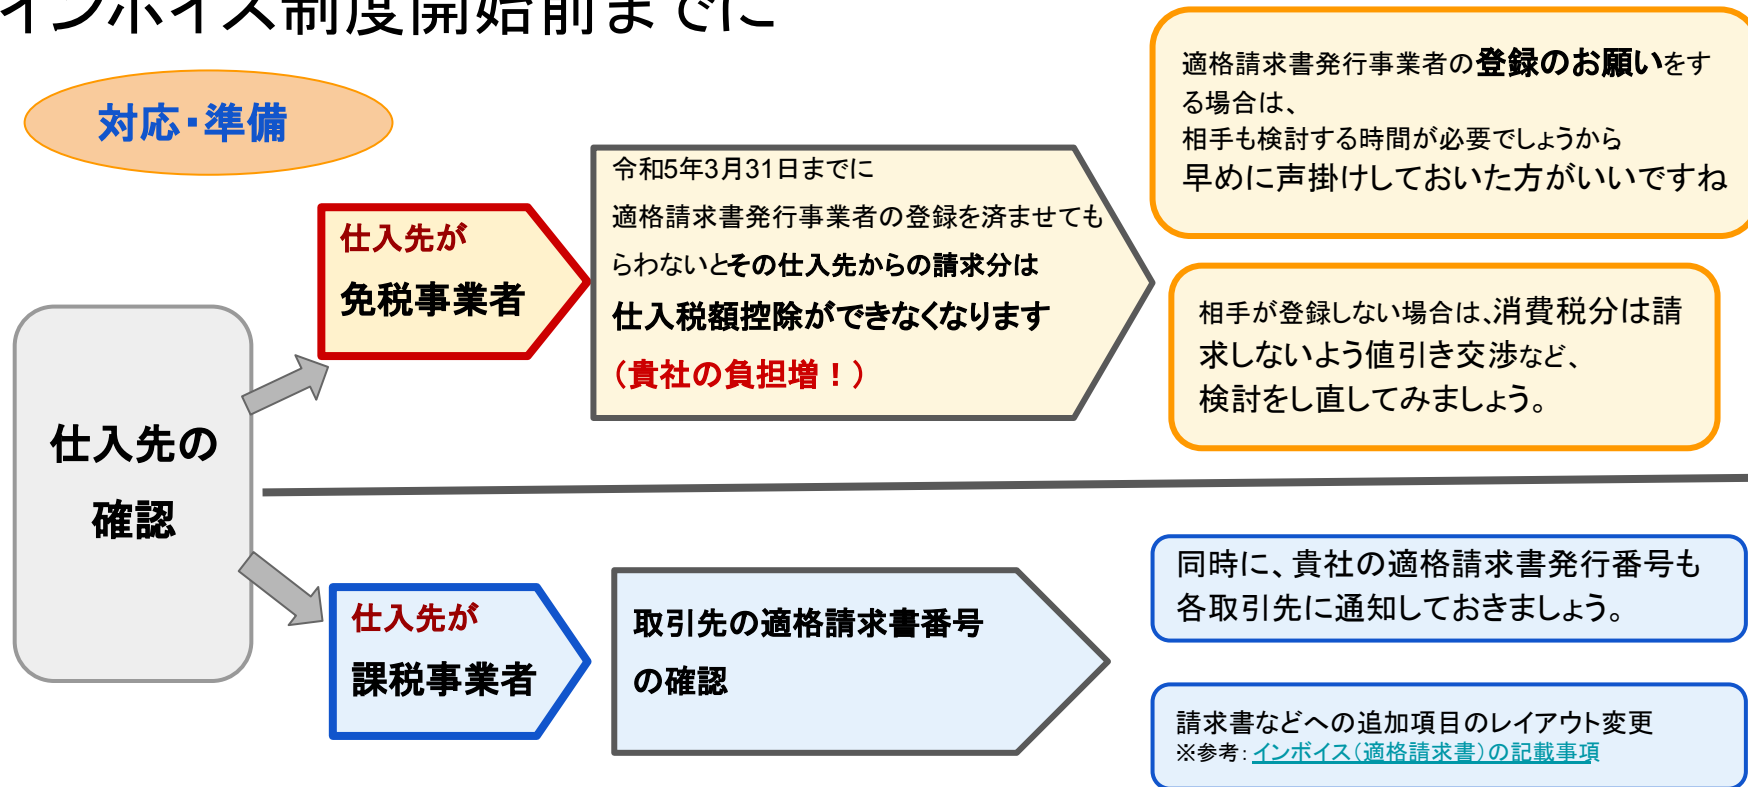 インボイス制度開始前までに
対応・準備
仕入先の
確認
仕入先が
免税事業者
令和5年3月31日までに
適格請求書発行事業者の登録を済ませても
らわないとその仕入先からの請求分は
仕入税額控除ができなくなります
（貴社の負担増！）
適格請求書発行事業者の登録のお願いをす
る場合は、
相手も検討する時間が必要でしょうから
早めに声掛けしておいた方がいいですね
相手が登録しない場合は、消費税分は請
求しないよう値引き交渉など、
検討をし直してみましょう。
仕入先が
課税事業者
取引先の適格請求書番号
の確認
同時に、貴社の適格請求書発行番号も
各取引先に通知しておきましょう。
請求書などへの追加項目のレイアウト変更
※参考：インボイス（適格請求書）の記載事項